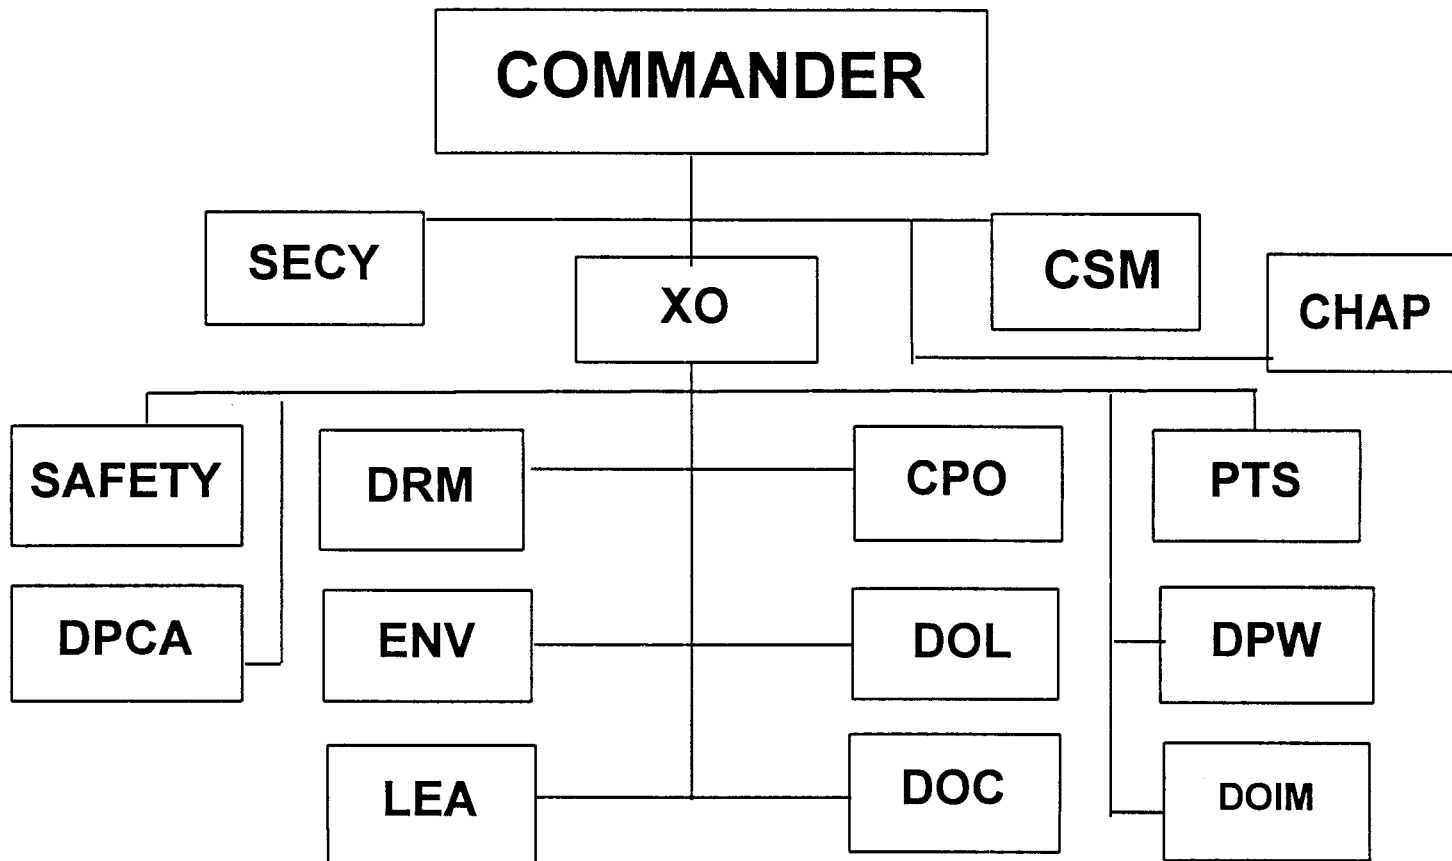 COMMANDER
SECY
XO
CSM
CHAP
SAFETY
DRM
CPO
PTS
DPCA
ENV
DOL
DPW
LEA
DOC
DOIM